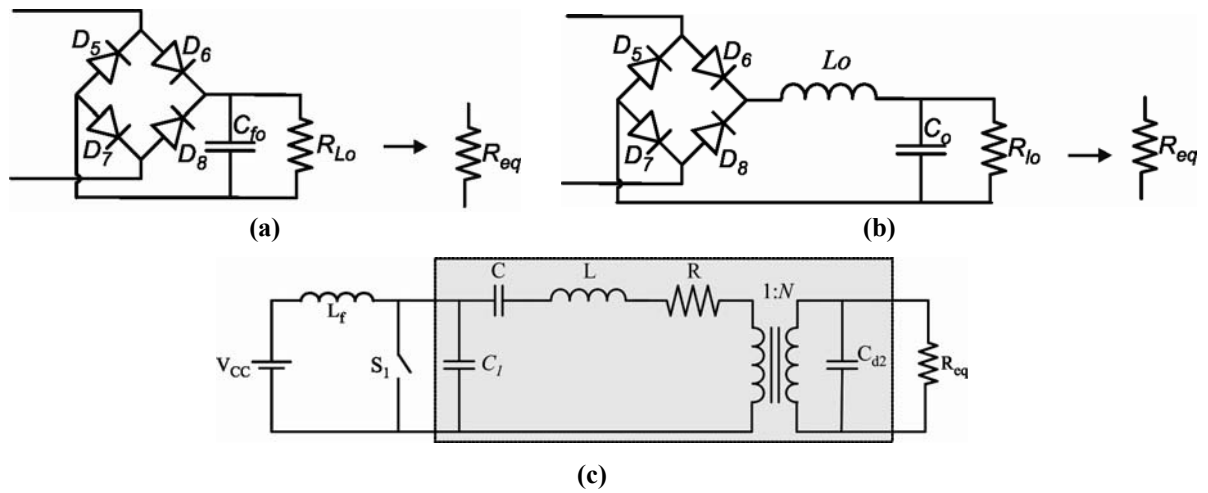 D5
D6
D7
D8
Cfo
RLo
Req
(a)
D5
D6
D7
D8
Lo
Co
Rlo
Req
(b)
C
L
R
1:N
Lf
VCC
S1
C1
Cd2
Req
(c)